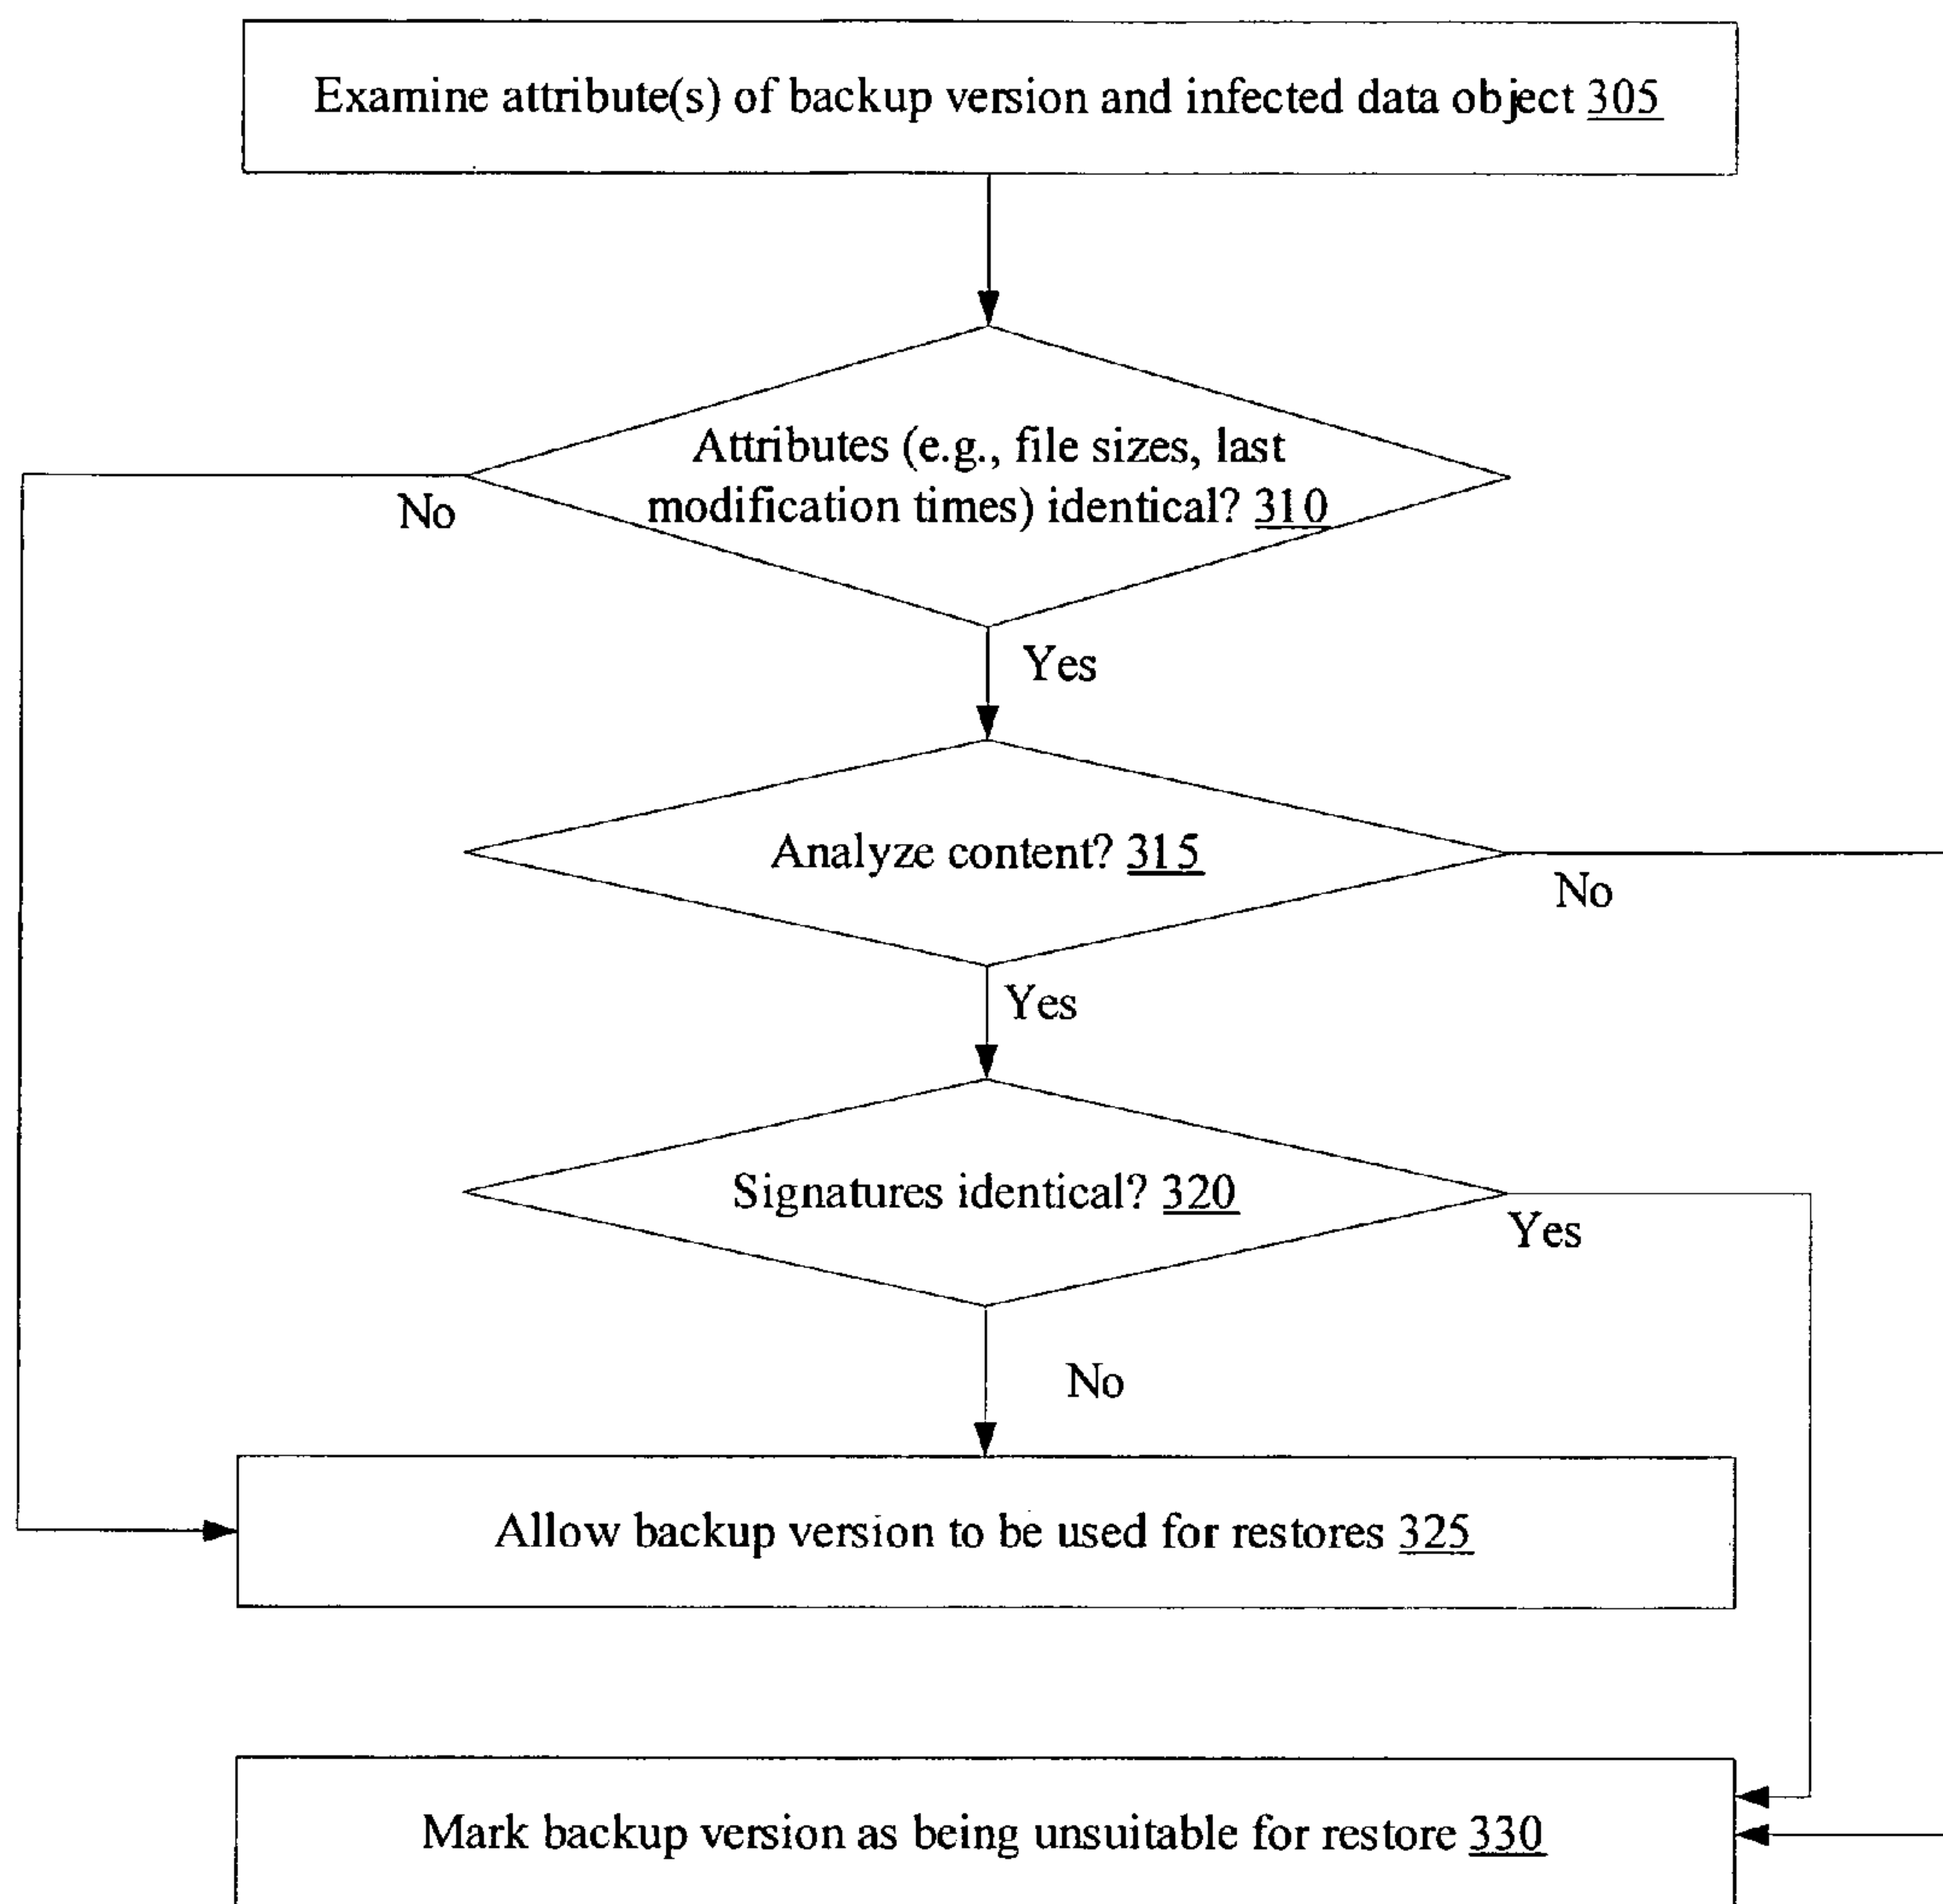 Examine attribute(s) of backup version and infected data object 305
Attributes (e.g., file sizes, last
modification times) identical? 310
No
Yes
Analyze content? 315
No
Yes
Signatures identical? 320
Yes
No
Allow backup version to be used for restores 325
Mark backup version as being unsuitable for restore 330